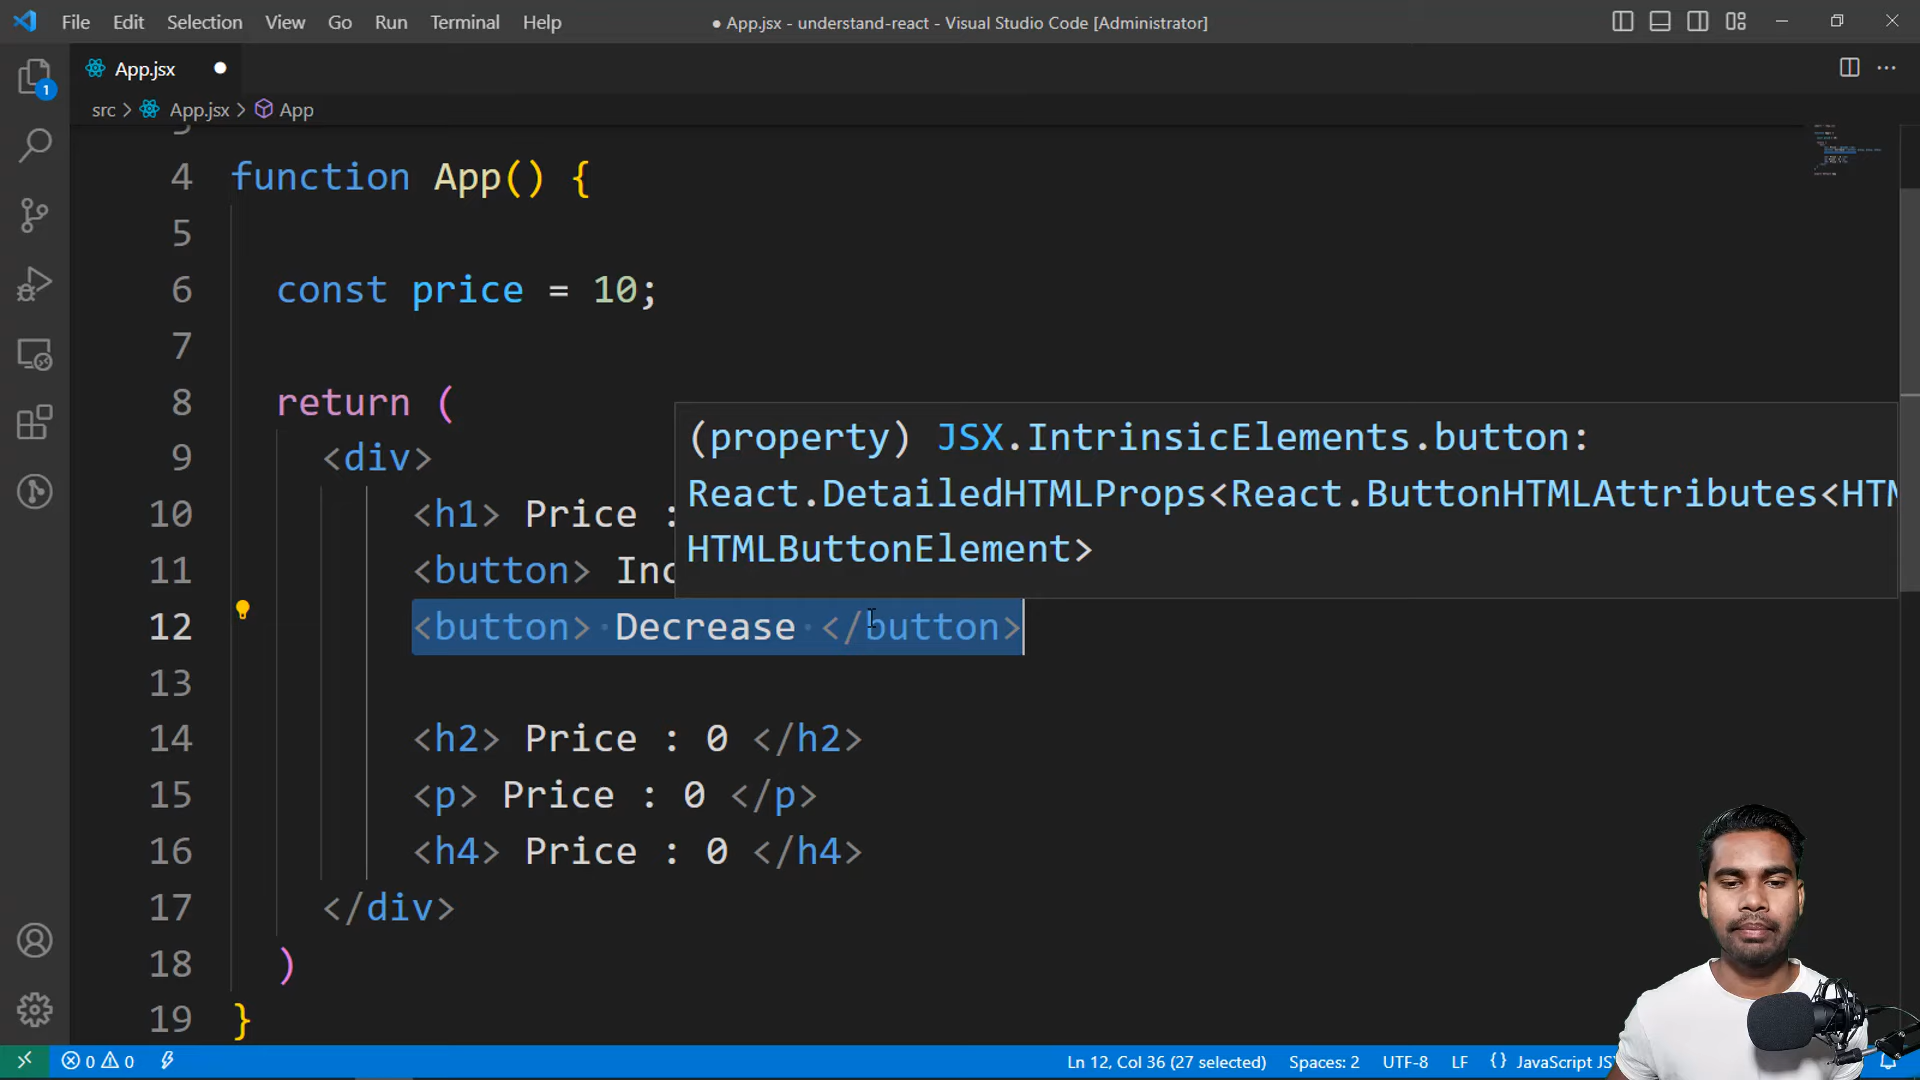 File Edit Selection View Go Run Terminal Help
● App.jsx - understand-react - Visual Studio Code [Administrator]
App.jsx
1
src > App.jsx > App
4 function App() {
5
6 const price = 10;
7
8 return (
9 <div>
10 <h1> Price :
11 <button> Inc
12 <button> Decrease </button>
13
14 <h2> Price : 0 </h2>
15 <p> Price : 0 </p>
16 <h4> Price : 0 </h4>
17 </div>
18 )
19 }
(property) JSX.IntrinsicElements.button:
React.DetailedHTMLProps<React.ButtonHTMLAttributes<HTM
HTMLButtonElement>
0 0
Ln 12, Col 36 (27 selected) Spaces: 2 UTF-8 LF {} JavaScript JS